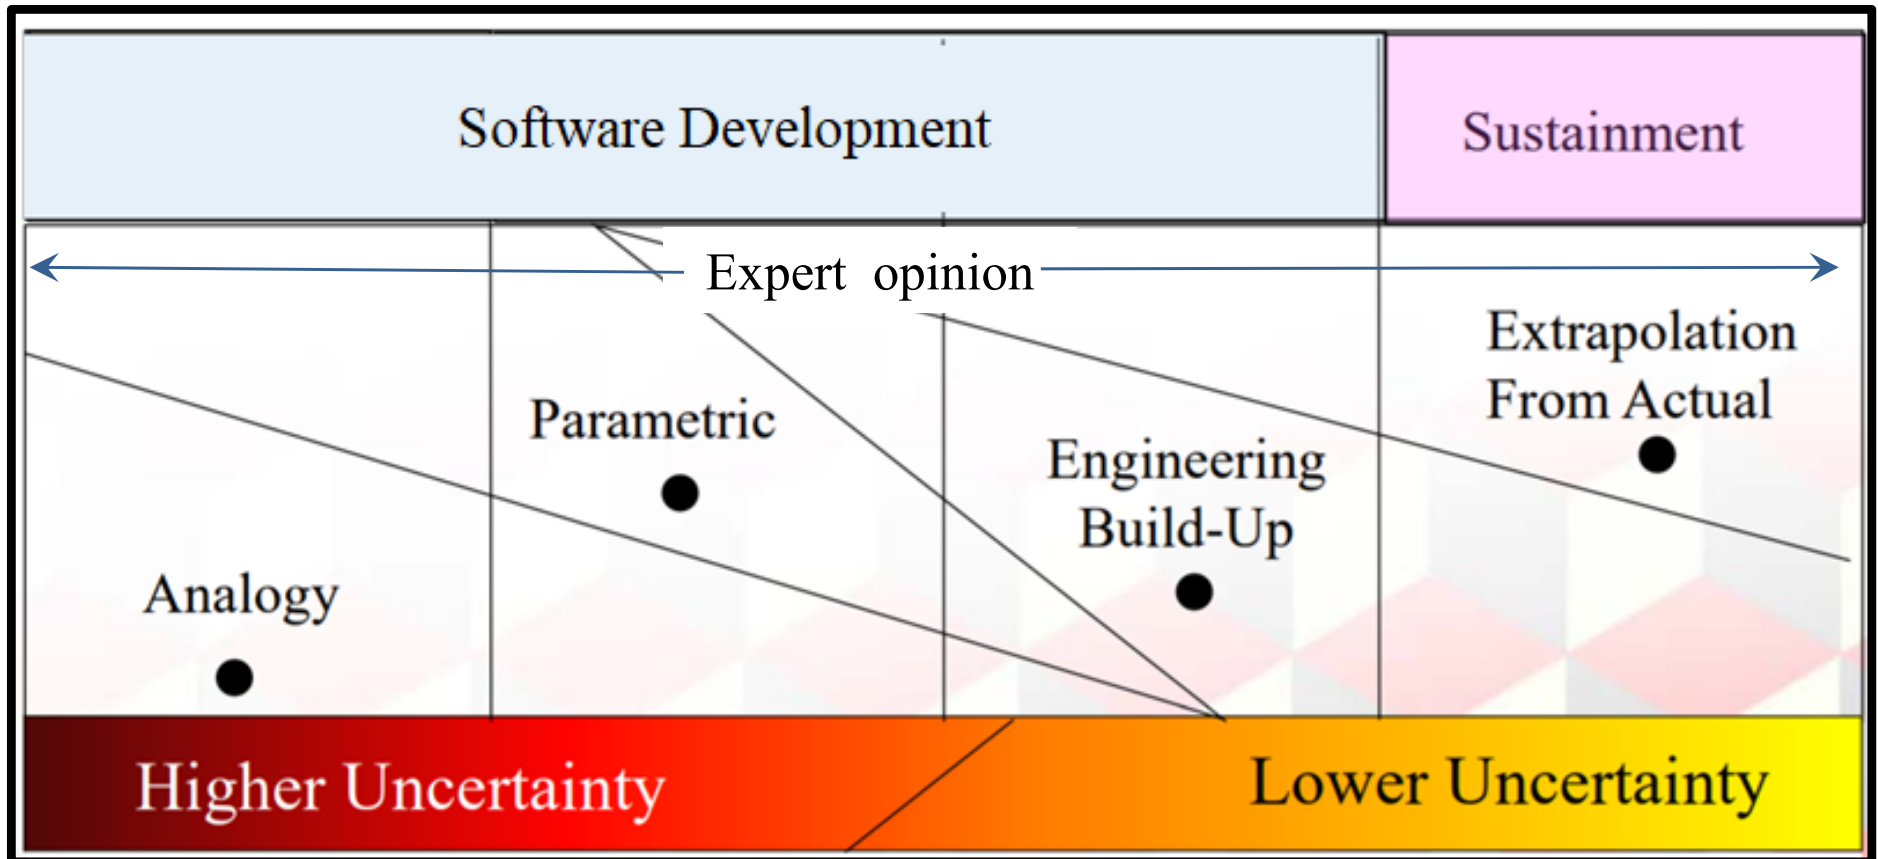 Software Development
Sustainment
Expert opinion
Extrapolation
From Actual
Parametric
Engineering
Build-Up
Analogy
Higher Uncertainty
Lower Uncertainty